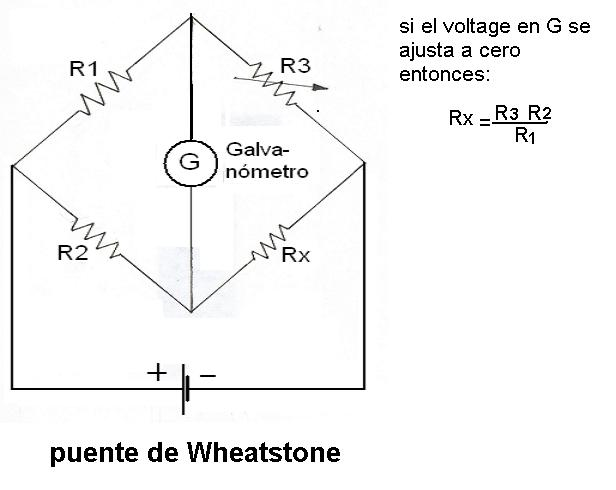 si el voltage en G se
ajusta a cero
entonces:
Rx = R3 R2
R1
R1
R3
G
Galva-
nómetro
R2
Rx
+ −
puente de Wheatstone